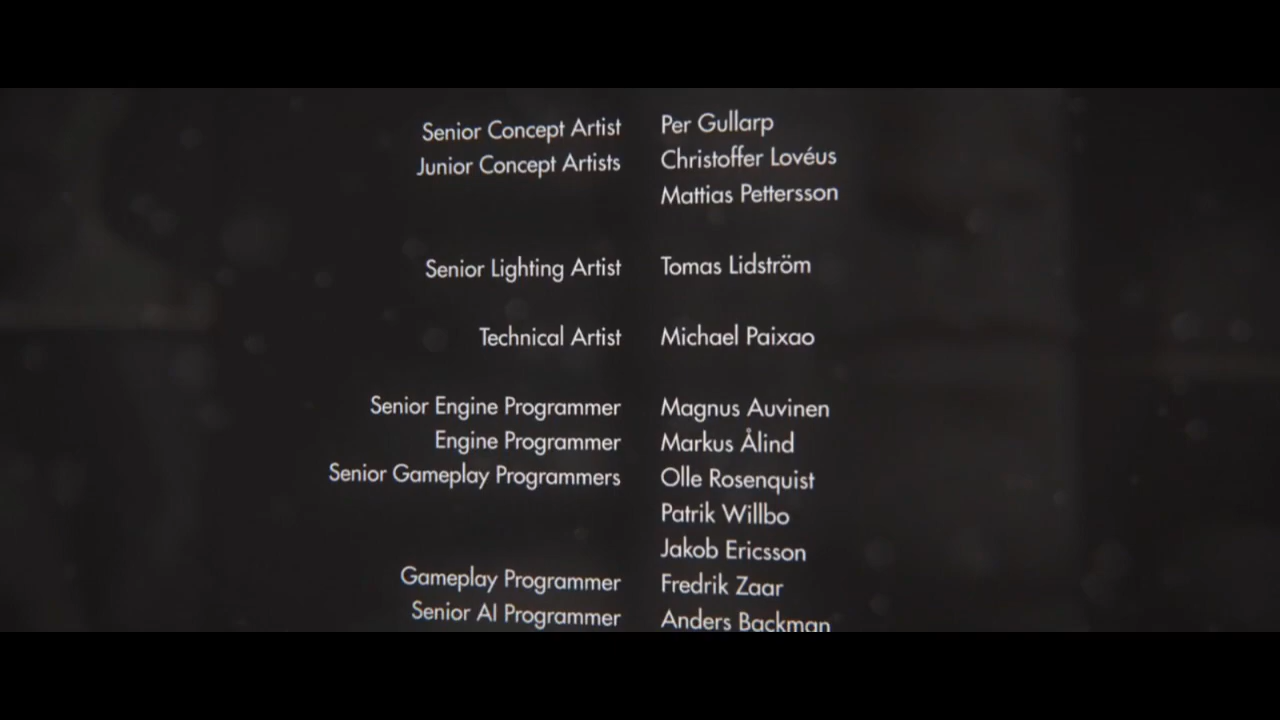 Senior Concept Artist Per Gullarp
Junior Concept Artists Christoffer Lovéus
Mattias Pettersson
Senior Lighting Artist Tomas Lidström
Technical Artist Michael Paixao
Senior Engine Programmer Magnus Auvinen
Engine Programmer Markus Ålind
Senior Gameplay Programmers Olle Rosenquist
Patrik Willbo
Jakob Ericsson
Gameplay Programmer Fredrik Zaar
Senior AI Programmer Anders Backman